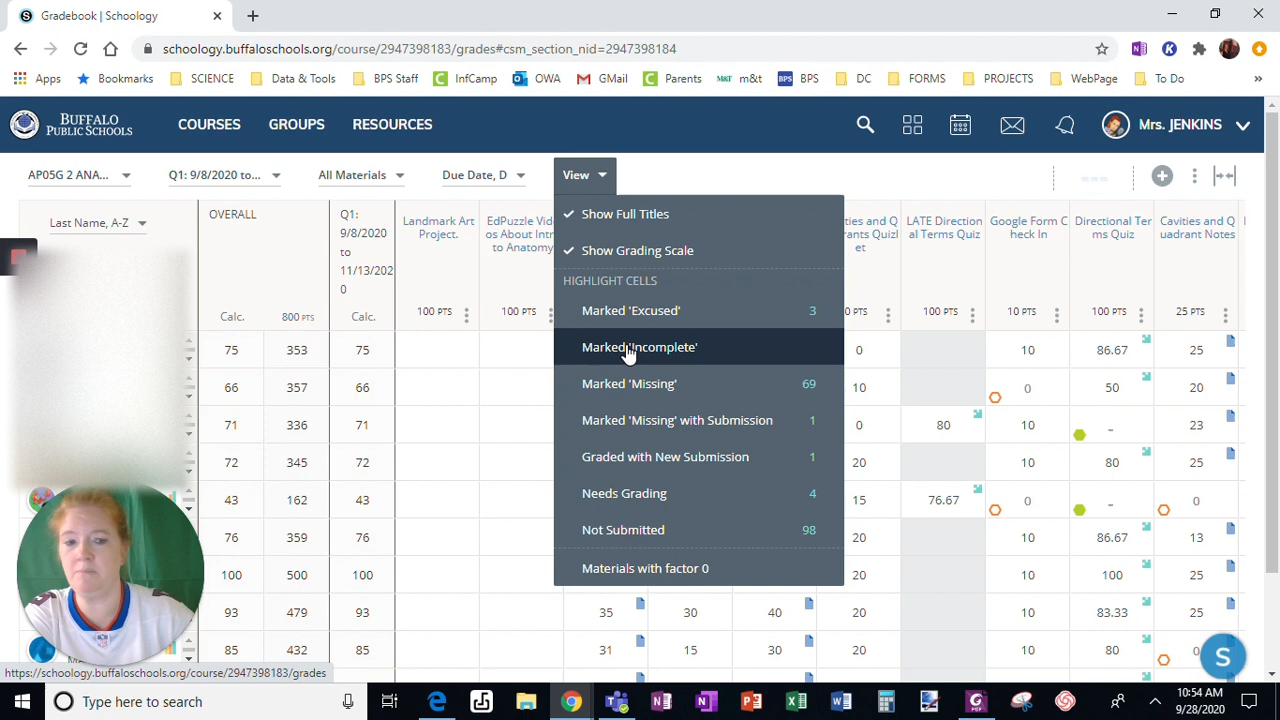 Gradebook | Schoology
schoology.buffaloschools.org/course/2947398183/grades#csm_section_nid=2947398184
Apps Bookmarks SCIENCE Data & Tools BPS Staff InfCamp OWA GMail Parents m&t m&t BPS DC FORMS PROJECTS WebPage To Do »
BUFFALO
PUBLIC SCHOOLS
COURSES GROUPS RESOURCES Mrs. JENKINS
AP05G 2 ANA... Q1: 9/8/2020 to... All Materials Due Date, D View
Last Name, A-Z
OVERALL
Calc. 800 PTS
Q1:
9/8/2020
to
11/13/202
0
Calc.
Landmark Art
Project.
100 PTS
EdPuzzle Vid
os About Intr
to Anatomy
100 PTS
Show Full Titles
Show Grading Scale
HIGHLIGHT CELLS
Marked 'Excused' 3
Marked 'Incomplete'
Marked 'Missing' 69
Marked 'Missing' with Submission 1
Graded with New Submission 1
Needs Grading 4
Not Submitted 98
Materials with factor 0
ties and Q
rants Quizl
et
0 PTS
LATE Direction
al Terms Quiz
100 PTS
Google Form C
heck In
10 PTS
Directional Ter
ms Quiz
100 PTS
Cavities and Q
uadrant Notes
25 PTS
75 353 75 0 10 86.67 25
66 357 66 10 0 50 20
71 336 71 0 80 10 - 23
72 345 72 20 10 80 25
43 162 43 15 76.67 0 - 0
76 359 76 20 10 86.67 13
100 500 100 20 10 100 25
93 479 93 35 30 40 20 10 83.33 25
85 432 85 31 15 30 20 10 80 0
S
https://schoology.buffaloschools.org/course/2947398183/grades
Type here to search
10:54 AM
9/28/2020